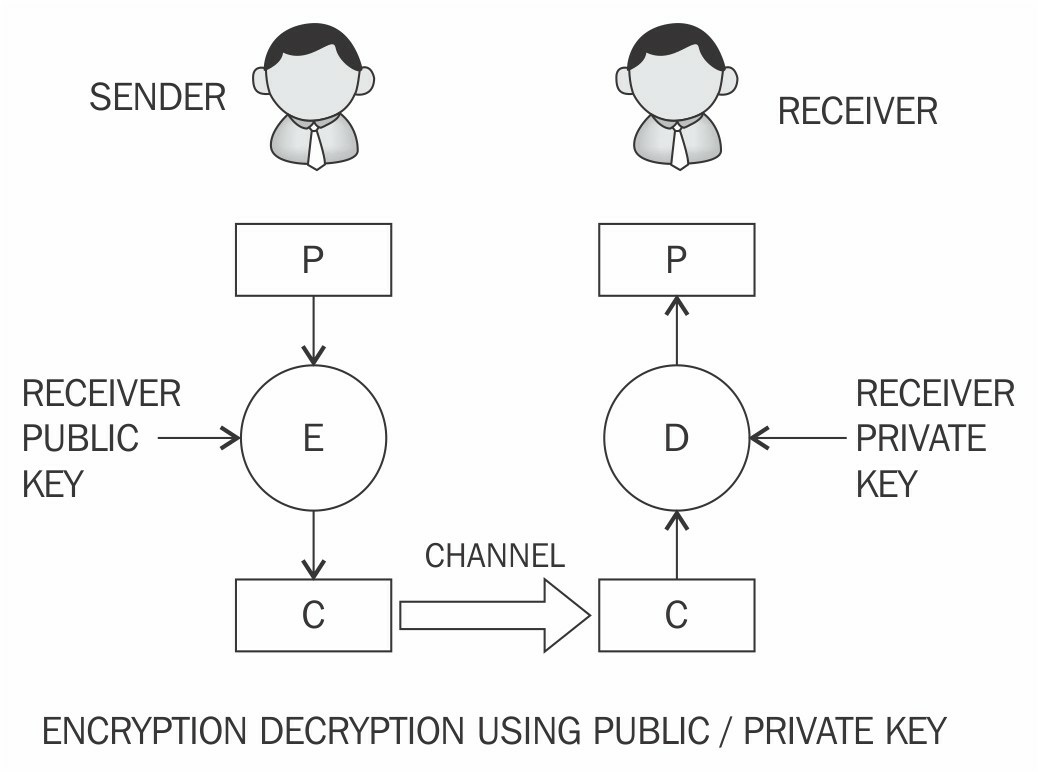 SENDER
RECEIVER
P
P
RECEIVER
PUBLIC
KEY
E
D
RECEIVER
PRIVATE
KEY
CHANNEL
C
C
ENCRYPTION DECRYPTION USING PUBLIC / PRIVATE KEY